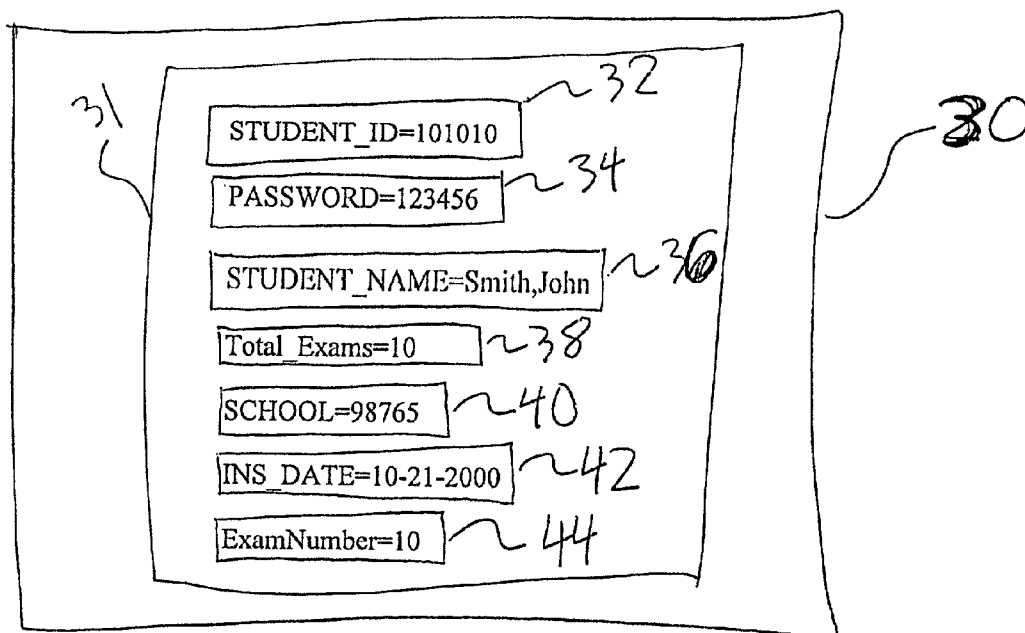 32
STUDENT_ID=101010
31
30
34
PASSWORD=123456
36
STUDENT_NAME=Smith,John
Total_Exams=10 38
SCHOOL=98765 40
INS_DATE=10-21-2000 42
ExamNumber=10 44